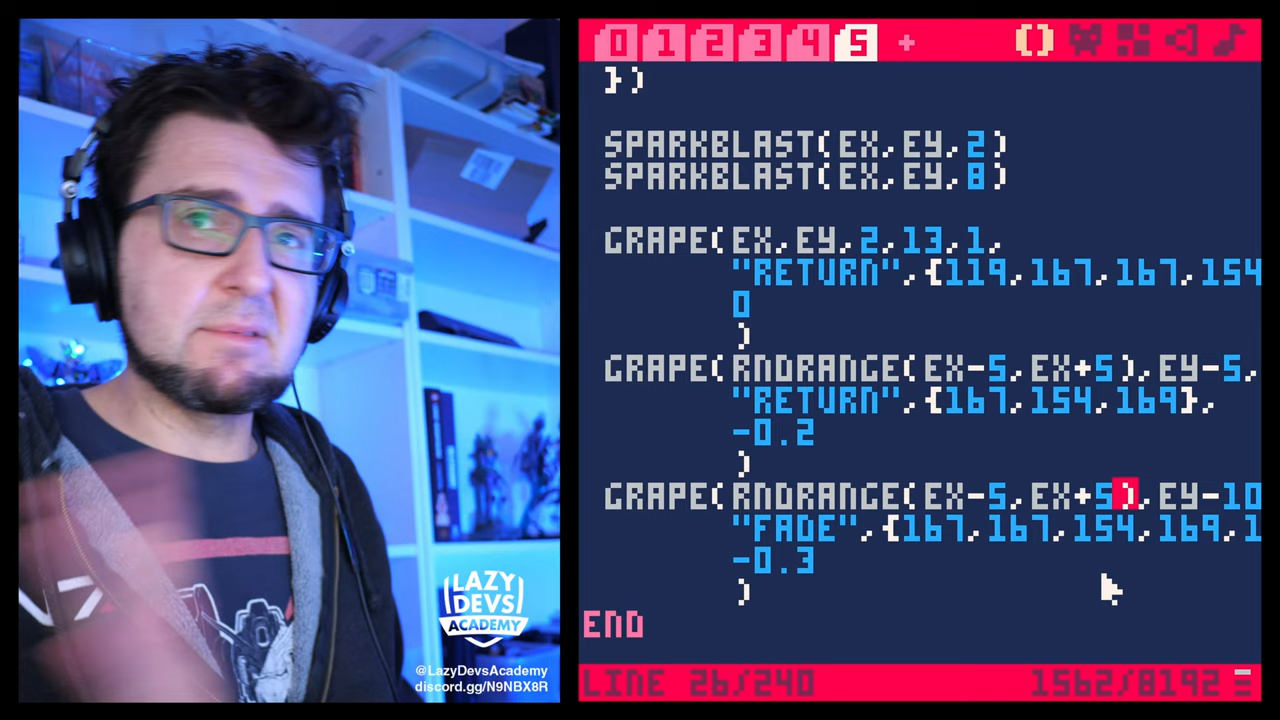 LAZY
DEVS
ACADEMY
@LazyDevsAcademy
discord.gg/N9NBX8R
0 1 2 3 4 5 +
})
SPARKBLAST(EX,EY,2)
SPARKBLAST(EX,EY,8)
GRAPE(EX,EY,2,13,1,
"RETURN",{119,167,167,154
0
)
GRAPE(RNDRANGE(EX-5,EX+5),EY-5,
"RETURN",{167,154,169},
-0.2
)
GRAPE(RNDRANGE(EX-5,EX+5),EY-10
"FADE",{167,167,154,169,1
-0.3
)
END
LINE 26/240
1562/8192